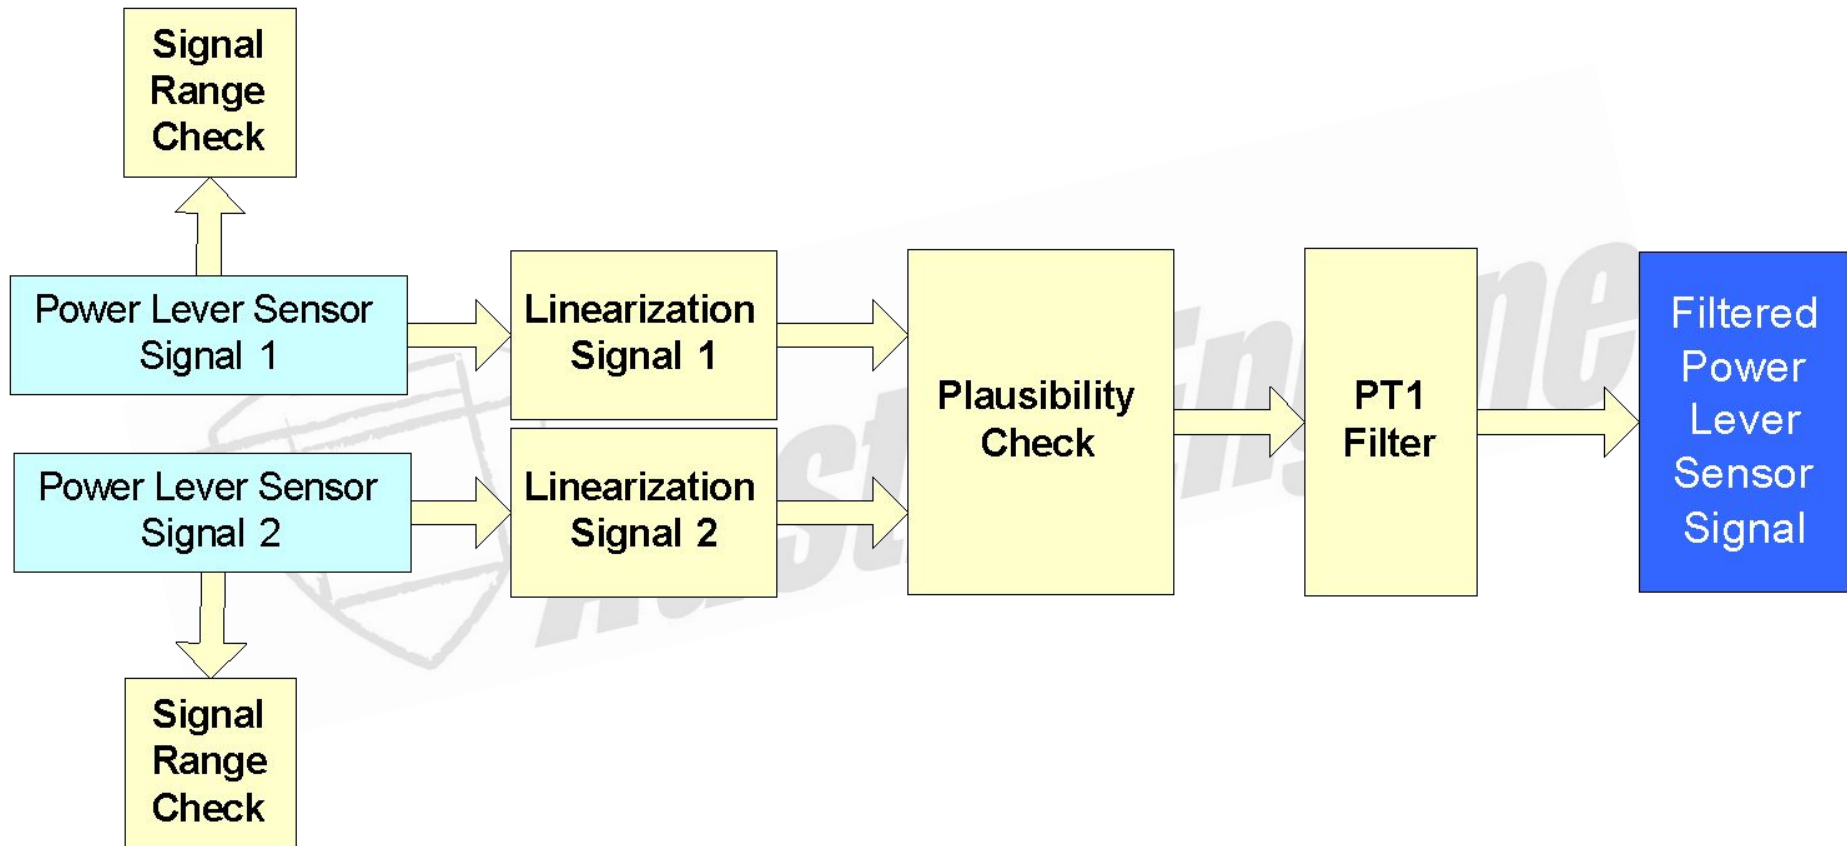 Signal
Range
Check
Power Lever Sensor
Signal 1
Linearization
Signal 1
Power Lever Sensor
Signal 2
Linearization
Signal 2
Plausibility
Check
PT1
Filter
Filtered
Power
Lever
Sensor
Signal
Signal
Range
Check